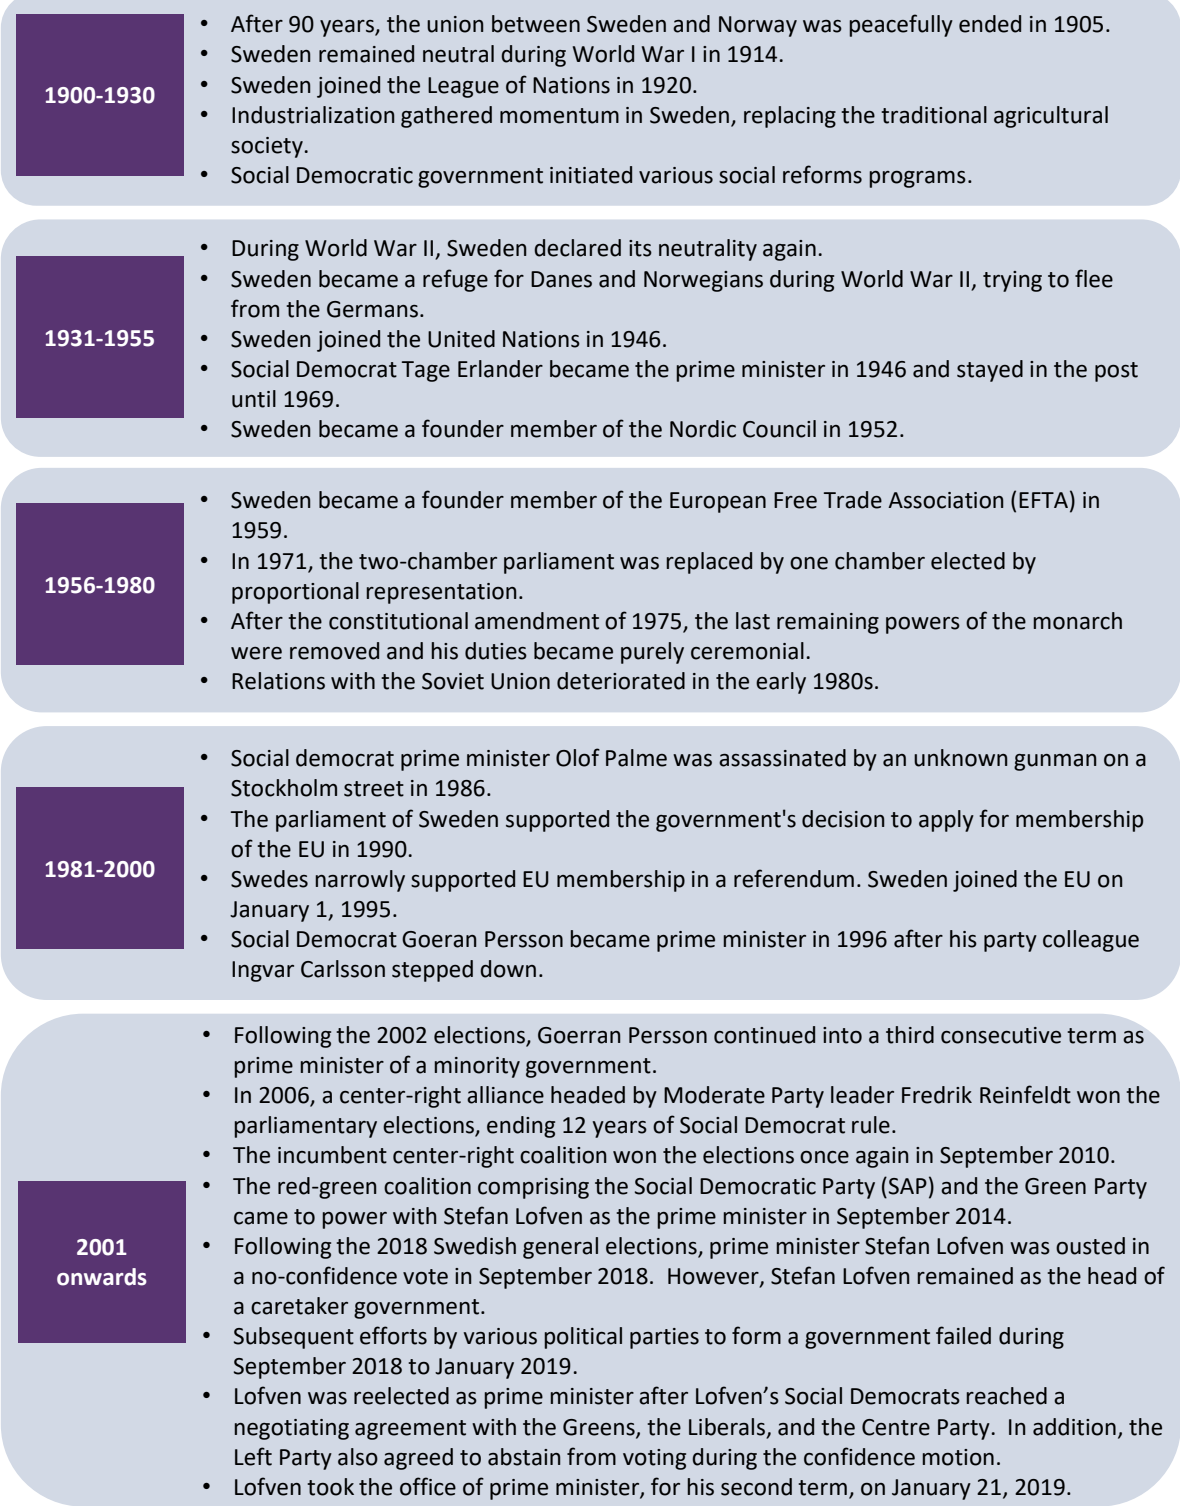 1900-1930
• After 90 years, the union between Sweden and Norway was peacefully ended in 1905.
• Sweden remained neutral during World War I in 1914.
• Sweden joined the League of Nations in 1920.
• Industrialization gathered momentum in Sweden, replacing the traditional agricultural
society.
• Social Democratic government initiated various social reforms programs.
1931-1955
• During World War II, Sweden declared its neutrality again.
• Sweden became a refuge for Danes and Norwegians during World War II, trying to flee
from the Germans.
• Sweden joined the United Nations in 1946.
• Social Democrat Tage Erlander became the prime minister in 1946 and stayed in the post
until 1969.
• Sweden became a founder member of the Nordic Council in 1952.
1956-1980
• Sweden became a founder member of the European Free Trade Association (EFTA) in
1959.
• In 1971, the two-chamber parliament was replaced by one chamber elected by
proportional representation.
• After the constitutional amendment of 1975, the last remaining powers of the monarch
were removed and his duties became purely ceremonial.
• Relations with the Soviet Union deteriorated in the early 1980s.
1981-2000
• Social democrat prime minister Olof Palme was assassinated by an unknown gunman on a
Stockholm street in 1986.
• The parliament of Sweden supported the government's decision to apply for membership
of the EU in 1990.
• Swedes narrowly supported EU membership in a referendum. Sweden joined the EU on
January 1, 1995.
• Social Democrat Goeran Persson became prime minister in 1996 after his party colleague
Ingvar Carlsson stepped down.
2001
onwards
• Following the 2002 elections, Goerran Persson continued into a third consecutive term as
prime minister of a minority government.
• In 2006, a center-right alliance headed by Moderate Party leader Fredrik Reinfeldt won the
parliamentary elections, ending 12 years of Social Democrat rule.
• The incumbent center-right coalition won the elections once again in September 2010.
• The red-green coalition comprising the Social Democratic Party (SAP) and the Green Party
came to power with Stefan Lofven as the prime minister in September 2014.
• Following the 2018 Swedish general elections, prime minister Stefan Lofven was ousted in
a no-confidence vote in September 2018.  However, Stefan Lofven remained as the head of
a caretaker government.
• Subsequent efforts by various political parties to form a government failed during
September 2018 to January 2019.
• Lofven was reelected as prime minister after Lofven’s Social Democrats reached a
negotiating agreement with the Greens, the Liberals, and the Centre Party.  In addition, the
Left Party also agreed to abstain from voting during the confidence motion.
• Lofven took the office of prime minister, for his second term, on January 21, 2019.